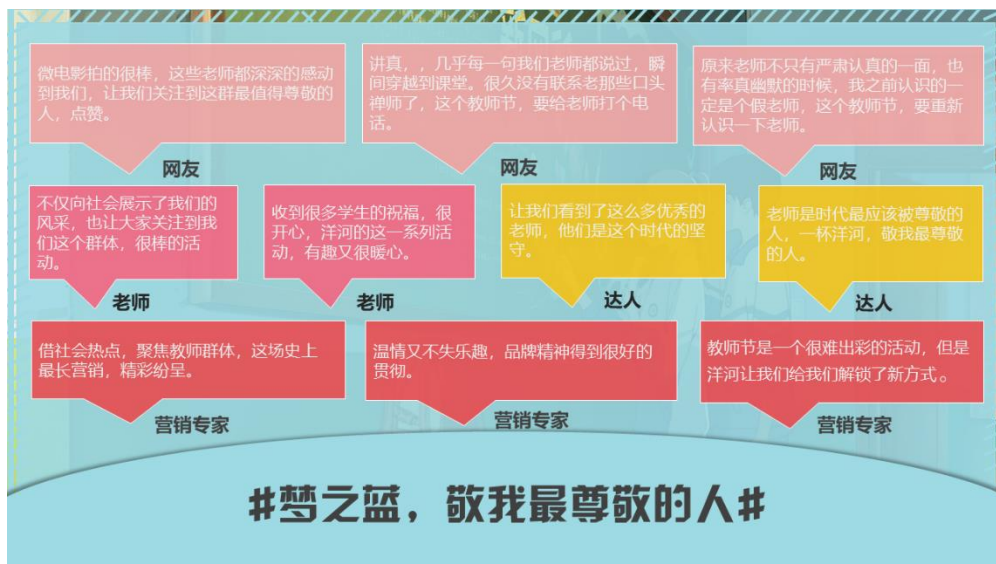 微电影拍的很棒，这些老师都深深的感动
到我们，让我们关注到这群最值得尊敬的
人，点赞。
网友
讲真，，几乎每一句我们老师都说过，瞬
间穿越到课堂。很久没有联系老那些口头
禅师了，这个教师节，要给老师打个电
话。
网友
原来老师不只有严肃认真的一面，也
有率真幽默的时候，我之前认识的一
定是个假老师，这个教师节，要重新
认识一下老师。
网友
不仅向社会展示了我们的
风采，也让大家关注到我
们这个群体，很棒的活
动。
老师
收到很多学生的祝福，很
开心，洋河的这一系列活
动，有趣又很暖心。
老师
让我们看到了这么多优秀的
老师，他们是这个时代的坚
守。
达人
老师是时代最应该被尊敬的
人，一杯洋河，敬我最尊敬
的人。
达人
借社会热点，聚焦教师群体，这场史上
最长营销，精彩纷呈。
营销专家
温情又不失乐趣，品牌精神得到很好的
贯彻。
营销专家
教师节是一个很难出彩的活动，但是
洋河让我们给我们解锁了新方式。
营销专家
#梦之蓝，敬我最尊敬的人#